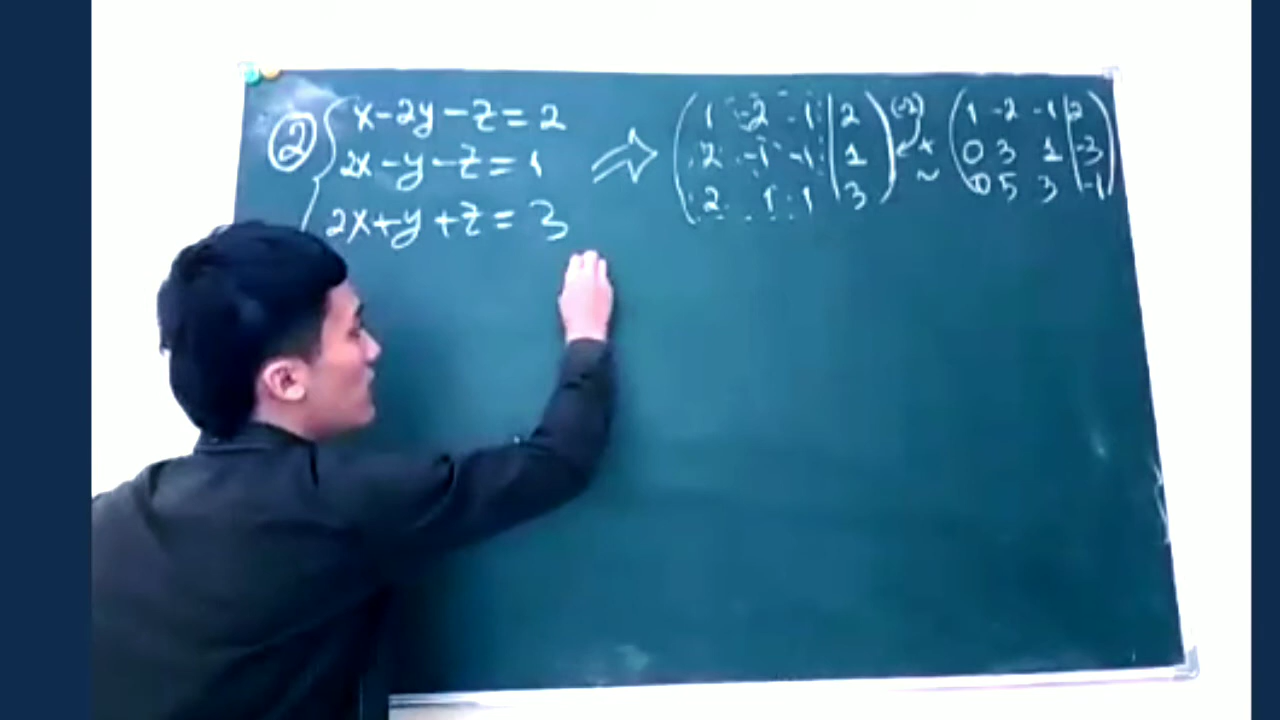 ② { x-2y-z=2
2x-y-z=1
2x+y+z=3
⇒ ( 1 -2 -1 | 2 ) (-2)
( 2 -1 -1 | 1 ) +
( 2 1 1 | 3 ) ~
( 1 -2 -1 | 2 )
( 0 3 1 | -3 )
( 0 5 3 | -1 )